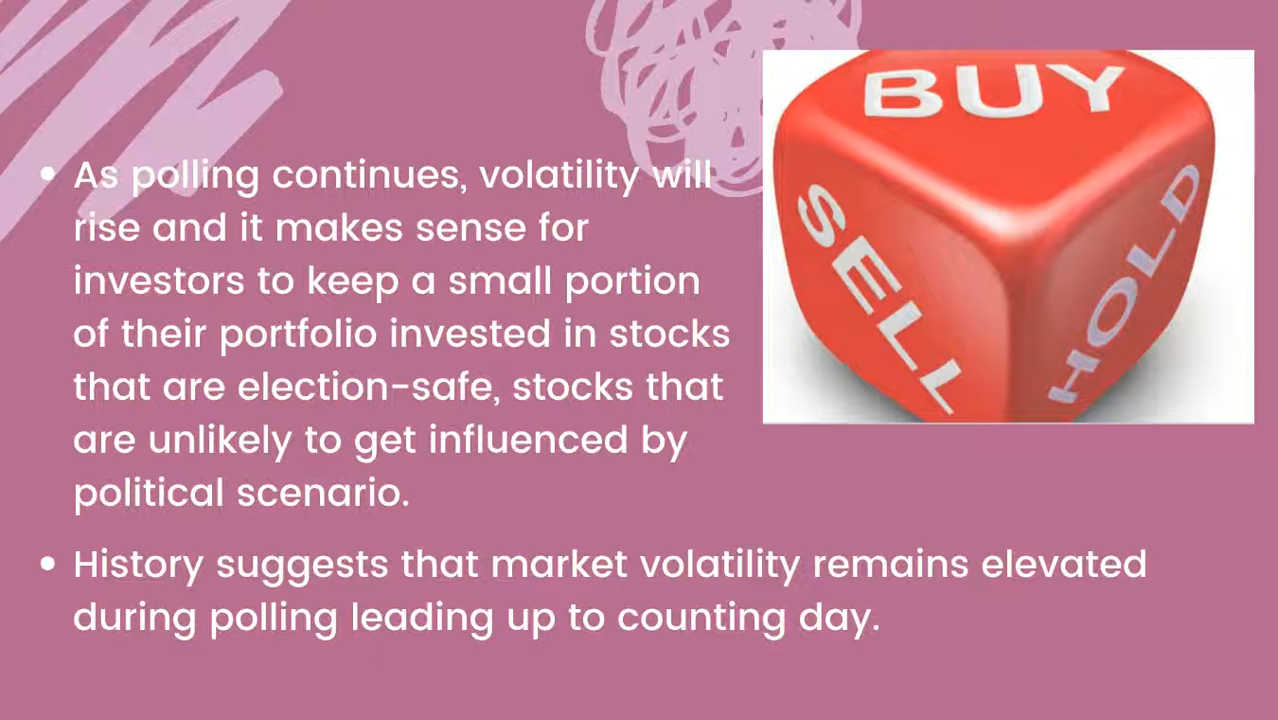 • As polling continues, volatility will
rise and it makes sense for
investors to keep a small portion
of their portfolio invested in stocks
that are election-safe, stocks that
are unlikely to get influenced by
political scenario.
• History suggests that market volatility remains elevated
during polling leading up to counting day.
BUY
SELL
HOLD